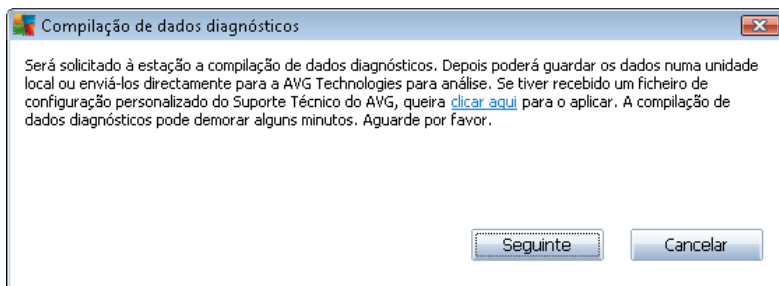 Compilação de dados diagnósticos
Será solicitado à estação a compilação de dados diagnósticos. Depois poderá guardar os dados numa unidade
local ou enviá-los directamente para a AVG Technologies para análise. Se tiver recebido um ficheiro de
configuração personalizado do Suporte Técnico do AVG, queira clicar aqui para o aplicar. A compilação de
dados diagnósticos pode demorar alguns minutos. Aguarde por favor.
Seguinte
Cancelar